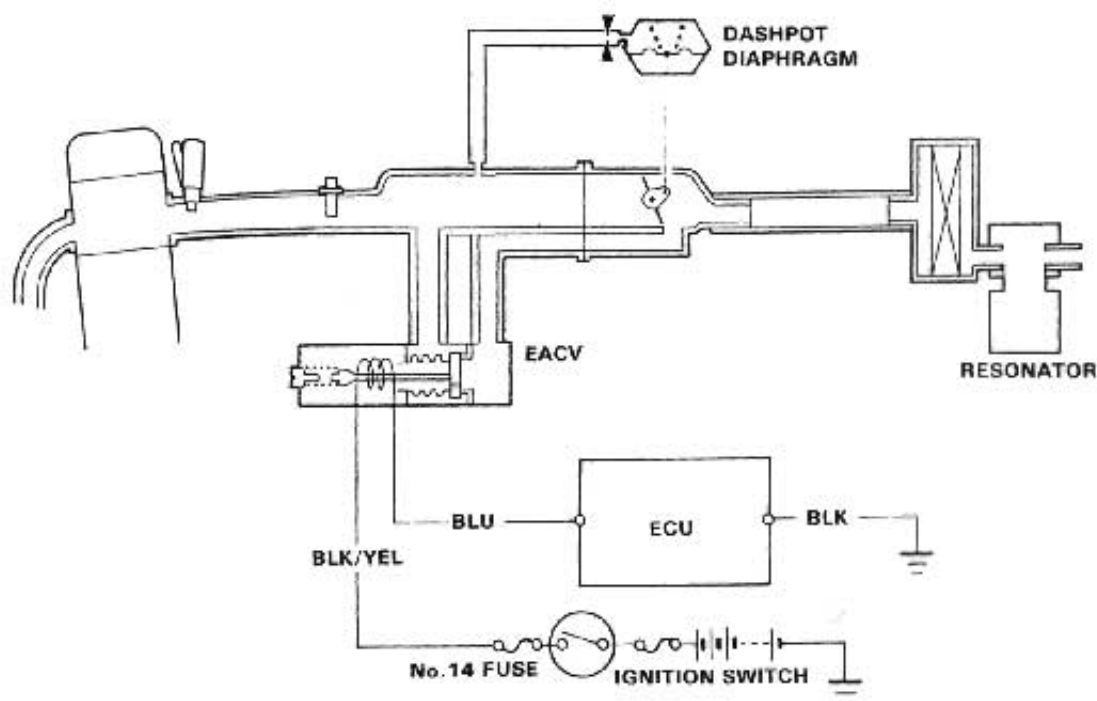 DASHPOT
DIAPHRAGM
EACV
RESONATOR
BLU
ECU
BLK
BLK/YEL
No.14 FUSE
IGNITION SWITCH